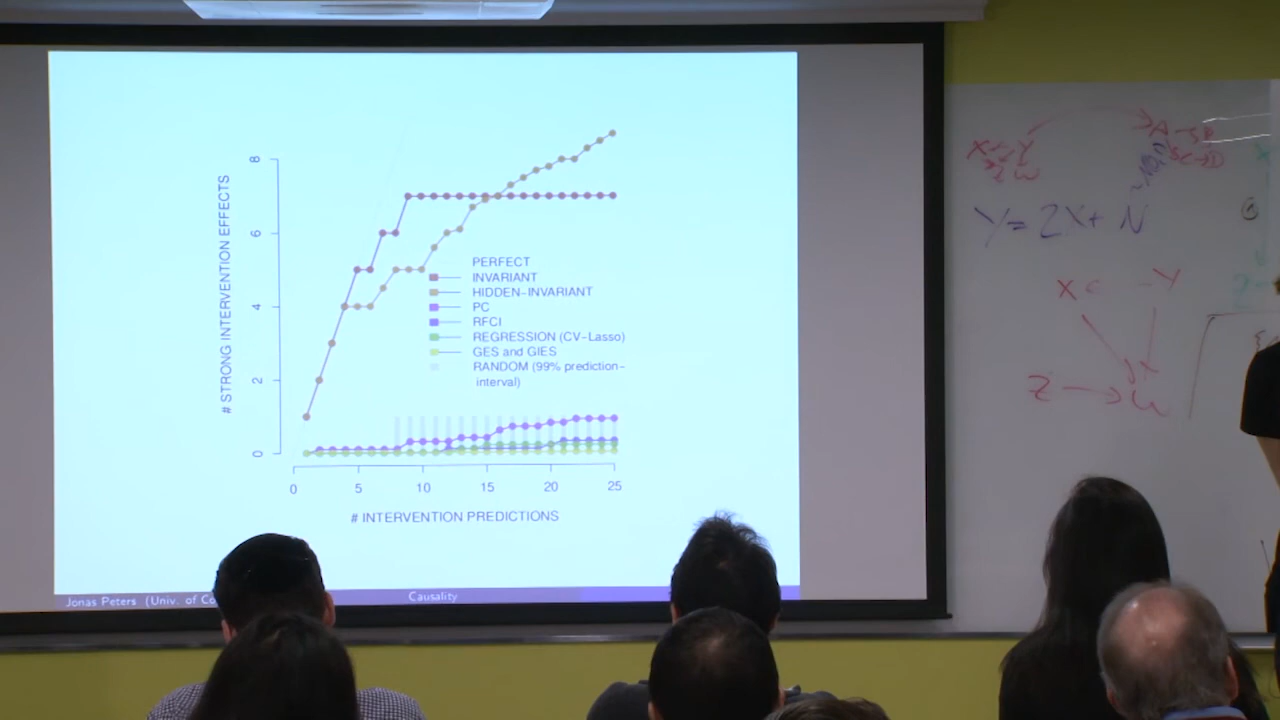 # STRONG INTERVENTION EFFECTS
8
6
4
2
0
PERFECT
INVARIANT
HIDDEN-INVARIANT
PC
RFCI
REGRESSION (CV-Lasso)
GES and GIES
RANDOM (99% prediction-
interval)
0 5 10 15 20 25
# INTERVENTION PREDICTIONS
Jonas Peters (Univ. of Co
Causality
Y = 2X + N
X Y
Z